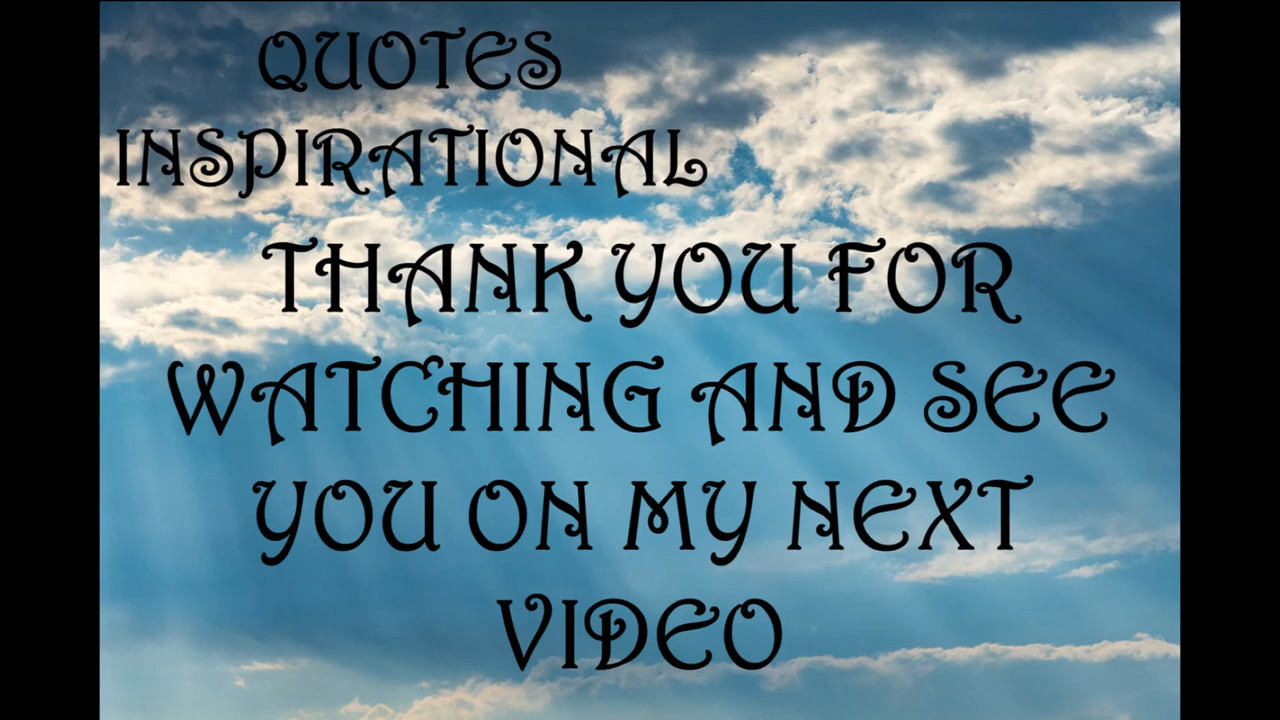 QUOTES
INSPIRATIONAL
THANK YOU FOR
WATCHING AND SEE
YOU ON MY NEXT
VIDEO